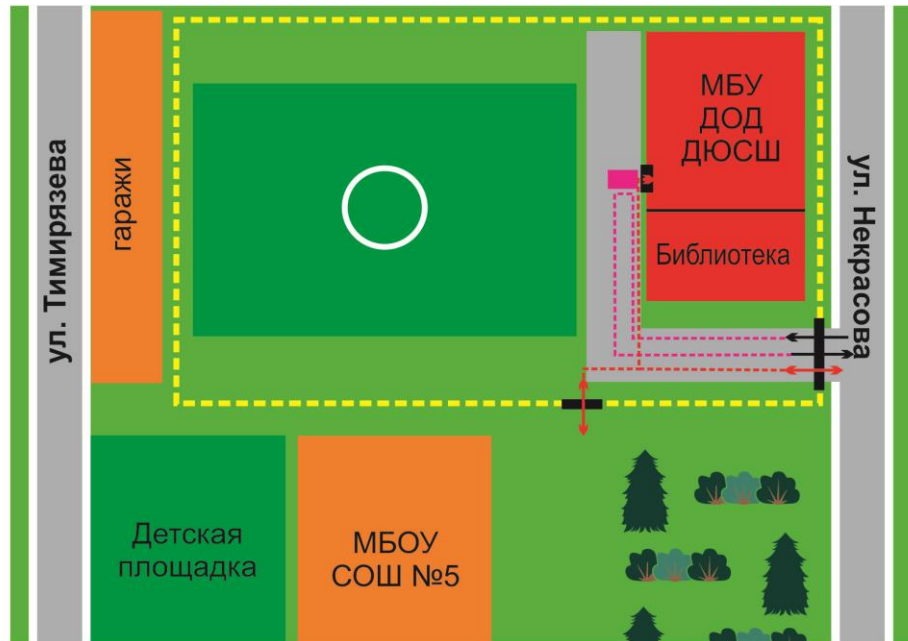 ул. Тимирязева
гаражи
МБУ
ДОД
ДЮСШ
Библиотека
ул. Некрасова
Детская
площадка
МБОУ
СОШ №5